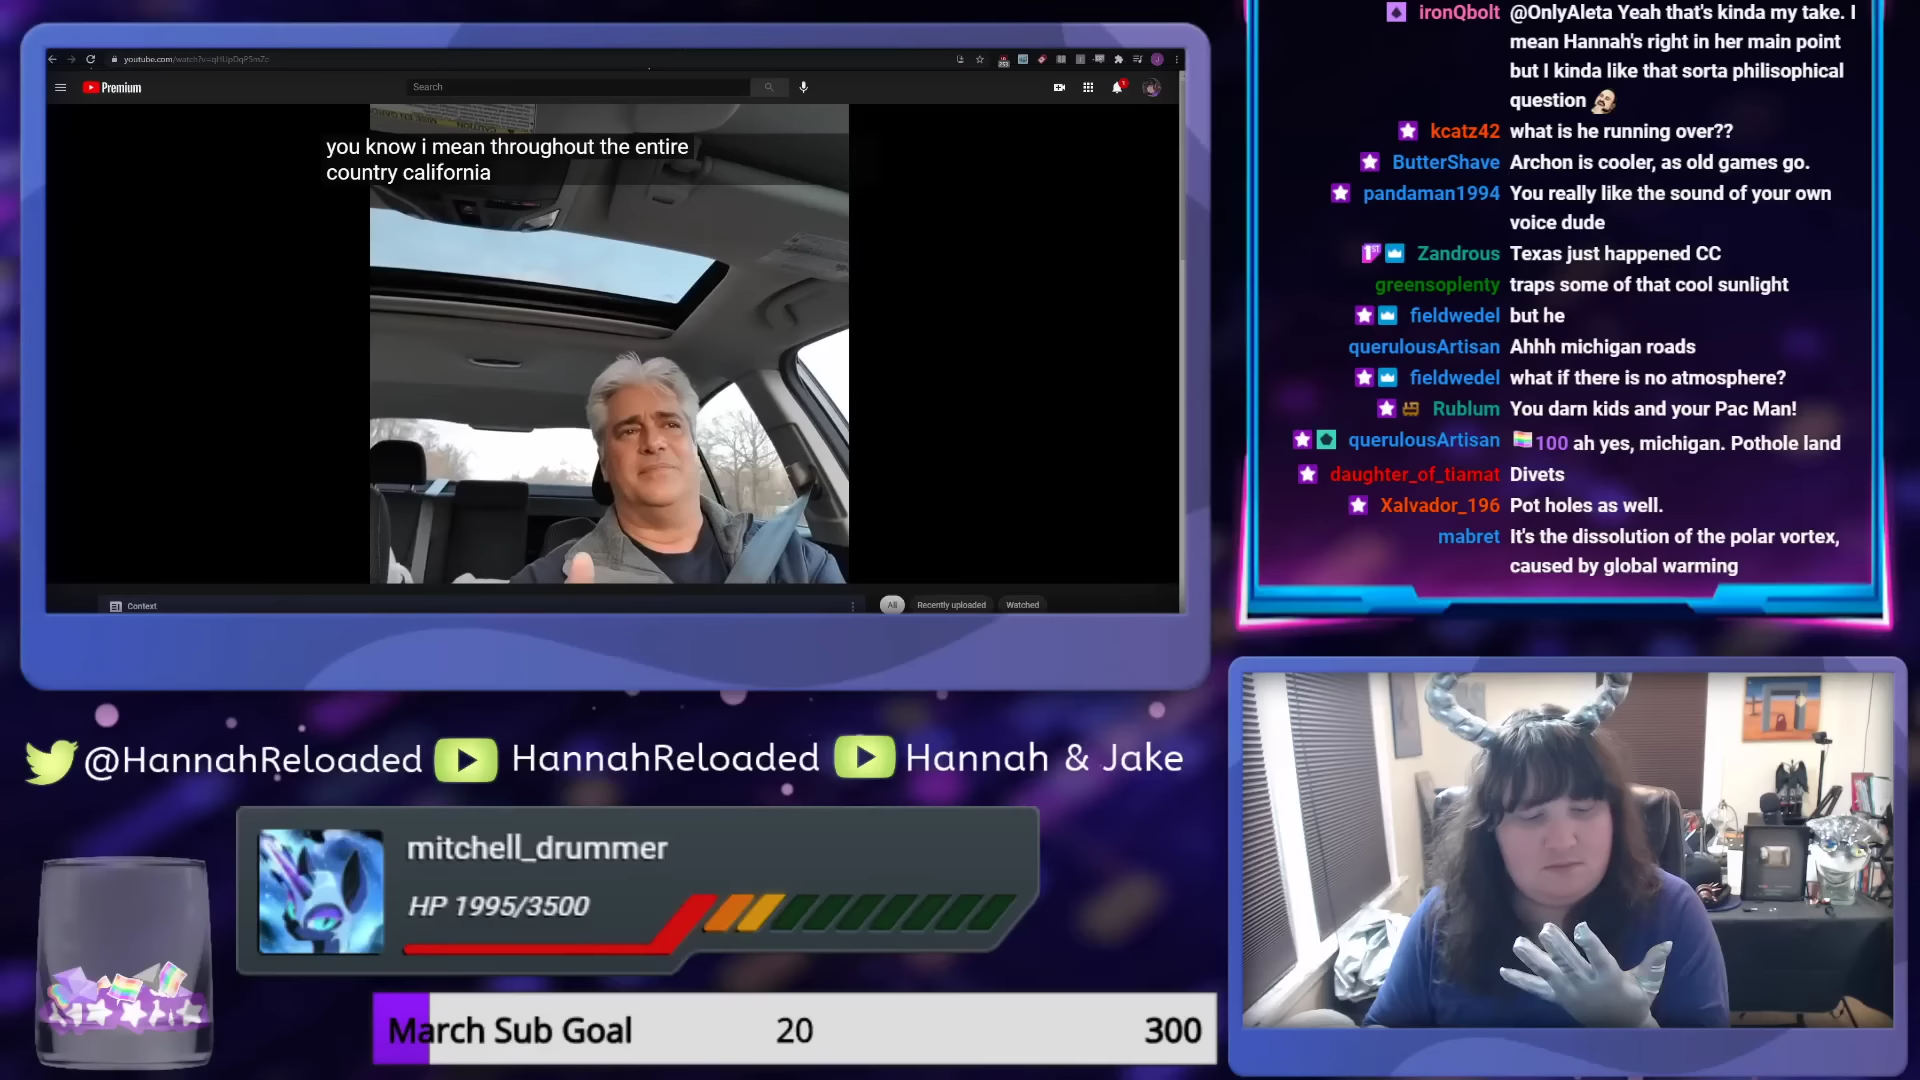 youtube.com/watch?v=qHUpDqP5mZc
Premium
Search
1
you know i mean throughout the entire
country california
Context
All
Recently uploaded
Watched
ironQbolt @OnlyAleta Yeah that's kinda my take. I
mean Hannah's right in her main point
but I kinda like that sorta philisophical
question
kcatz42 what is he running over??
ButterShave Archon is cooler, as old games go.
pandaman1994 You really like the sound of your own
voice dude
Zandrous Texas just happened CC
greensoplenty traps some of that cool sunlight
fieldwedel but he
querulousArtisan Ahhh michigan roads
fieldwedel what if there is no atmosphere?
Rublum You darn kids and your Pac Man!
querulousArtisan 100 ah yes, michigan. Pothole land
daughter_of_tiamat Divets
Xalvador_196 Pot holes as well.
mabret It's the dissolution of the polar vortex,
caused by global warming
@HannahReloaded HannahReloaded Hannah & Jake
mitchell_drummer
HP 1995/3500
March Sub Goal 20 300